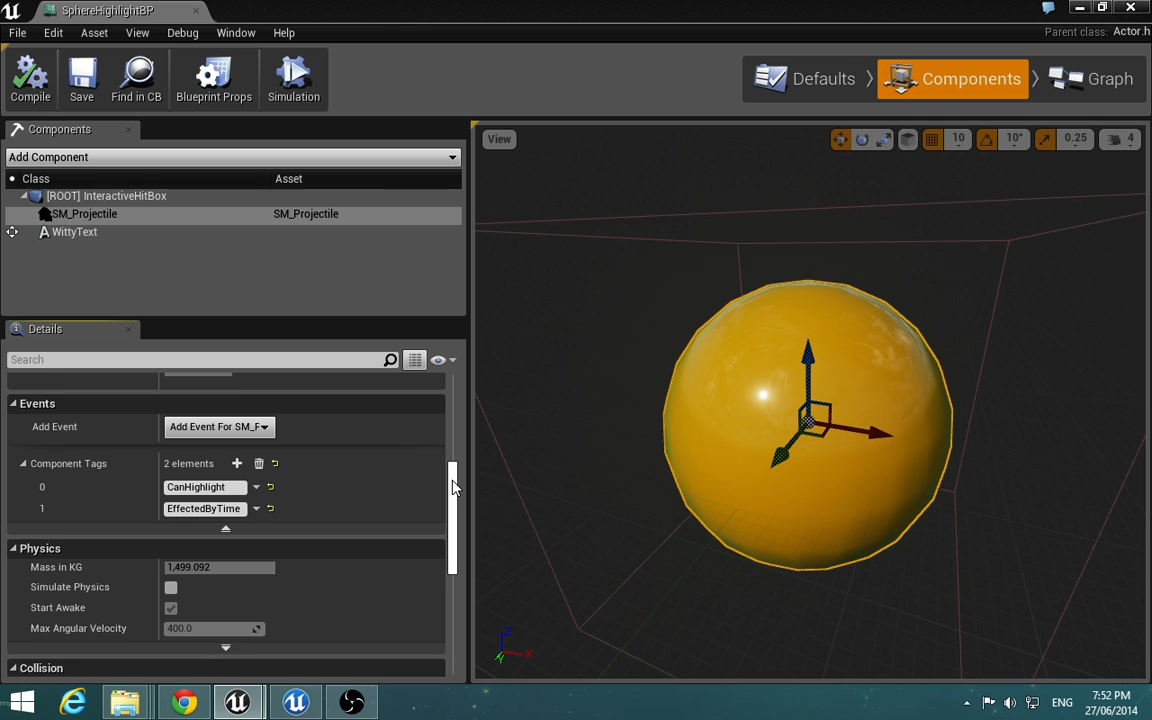 SphereHighlightBP
File Edit Asset View Debug Window Help
Parent class: Actor.h
Compile Save Find in CB Blueprint Props Simulation
Defaults Components Graph
Components
Add Component
Class Asset
[ROOT] InteractiveHitBox
SM_Projectile SM_Projectile
WittyText
View 10 10° 0.25 4
Details
Search
Events
Add Event Add Event For SM_F
Component Tags 2 elements
0 CanHighlight
1 EffectedByTime
Physics
Mass in KG 1,499.092
Simulate Physics
Start Awake
Max Angular Velocity 400.0
Collision
Z
X
Y
ENG
7:52 PM
27/06/2014